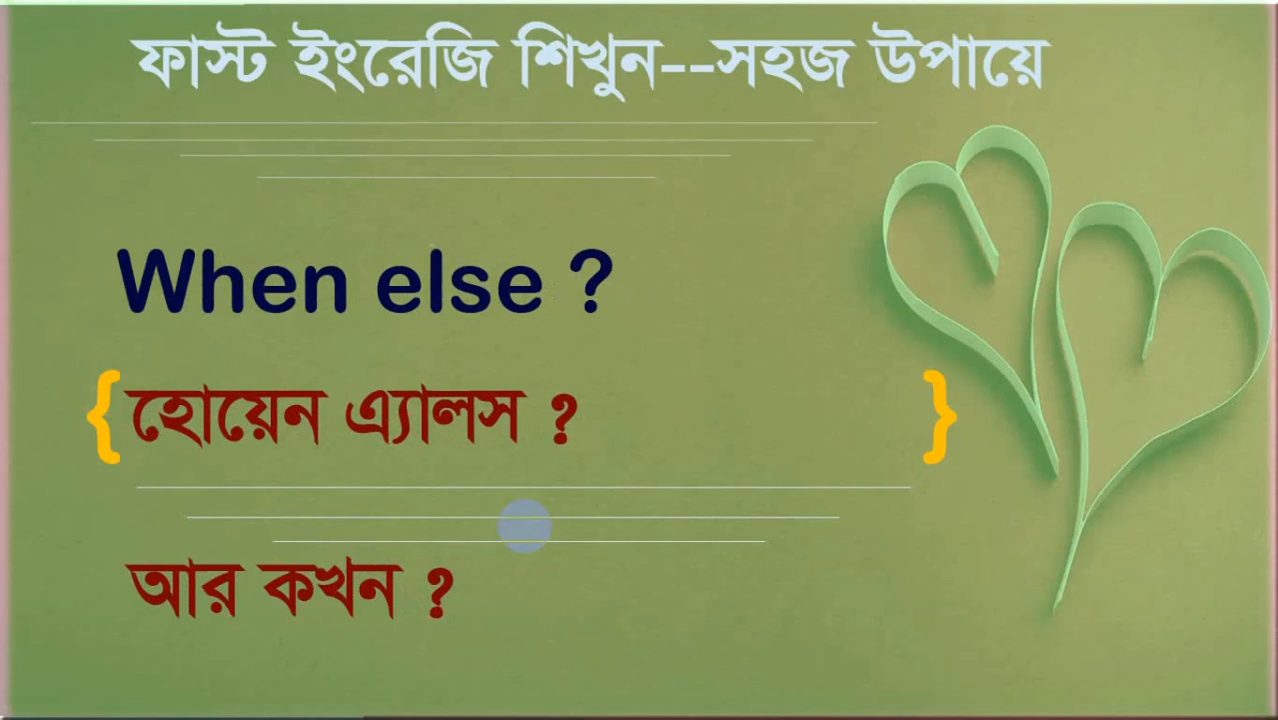 ফাস্ট ইংরেজি শিখুন--সহজ উপায়ে
When else ?
{হোয়েন এ্যালস ? }
আর কখন ?